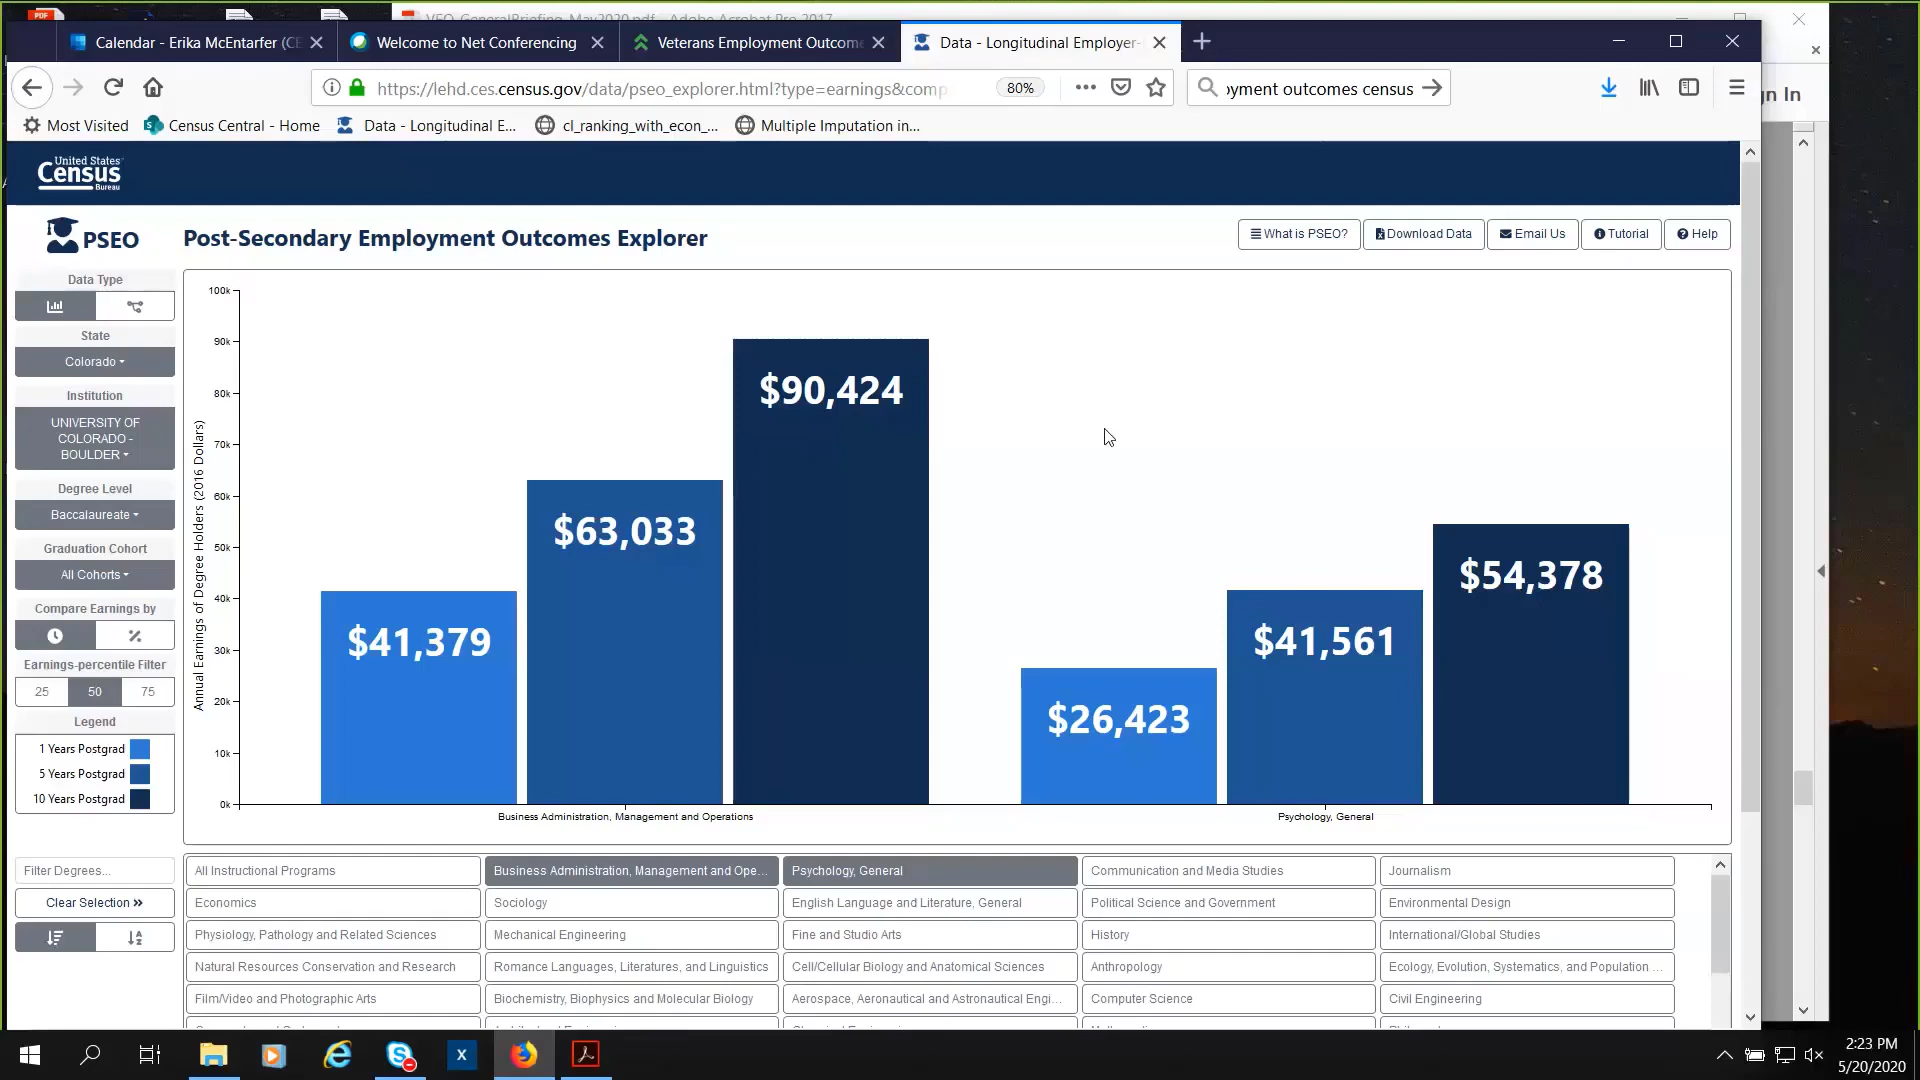 PDF
VEO_GeneralBriefing_May2020.pdf - Adobe Acrobat Pro 2017
Calendar - Erika McEntarfer (CE
Welcome to Net Conferencing
Veterans Employment Outcome
Data - Longitudinal Employer-
https://lehd.ces.census.gov/data/pseo_explorer.html?type=earnings&comp
80%
yment outcomes census
gn In
Most Visited
Census Central - Home
Data - Longitudinal E...
cl_ranking_with_econ_...
Multiple Imputation in...
United States
Census
Bureau
PSEO
Post-Secondary Employment Outcomes Explorer
What is PSEO?
Download Data
Email Us
Tutorial
Help
Data Type
State
Colorado
Institution
UNIVERSITY OF
COLORADO -
BOULDER
Degree Level
Baccalaureate
Graduation Cohort
All Cohorts
Compare Earnings by
Earnings-percentile Filter
25 50 75
Legend
1 Years Postgrad
5 Years Postgrad
10 Years Postgrad
Annual Earnings of Degree Holders (2016 Dollars)
100k
90k
80k
70k
60k
50k
40k
30k
20k
10k
0k
$41,379
$63,033
$90,424
$26,423
$41,561
$54,378
Business Administration, Management and Operations
Psychology, General
Filter Degrees...
Clear Selection
All Instructional Programs
Business Administration, Management and Ope...
Psychology, General
Communication and Media Studies
Journalism
Economics
Sociology
English Language and Literature, General
Political Science and Government
Environmental Design
Physiology, Pathology and Related Sciences
Mechanical Engineering
Fine and Studio Arts
History
International/Global Studies
Natural Resources Conservation and Research
Romance Languages, Literatures, and Linguistics
Cell/Cellular Biology and Anatomical Sciences
Anthropology
Ecology, Evolution, Systematics, and Population ...
Film/Video and Photographic Arts
Biochemistry, Biophysics and Molecular Biology
Aerospace, Aeronautical and Astronautical Engi...
Computer Science
Civil Engineering
2:23 PM
5/20/2020